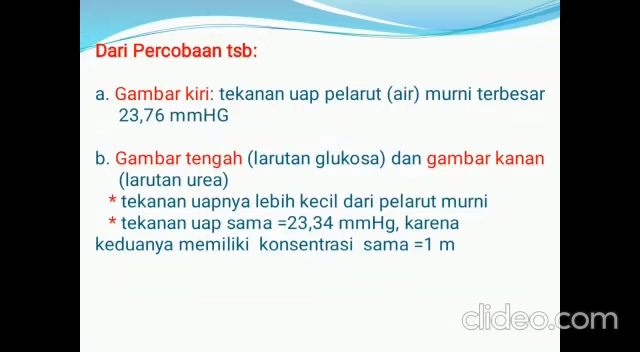 Dari Percobaan tsb:
a. Gambar kiri: tekanan uap pelarut (air) murni terbesar
23,76 mmHG
b. Gambar tengah (larutan glukosa) dan gambar kanan
(larutan urea)
* tekanan uapnya lebih kecil dari pelarut murni
* tekanan uap sama =23,34 mmHg, karena
keduanya memiliki konsentrasi sama =1 m
clideo.com